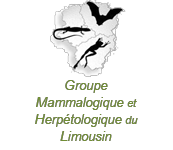 Groupe
Mammalogique et
Herpétologique du
Limousin